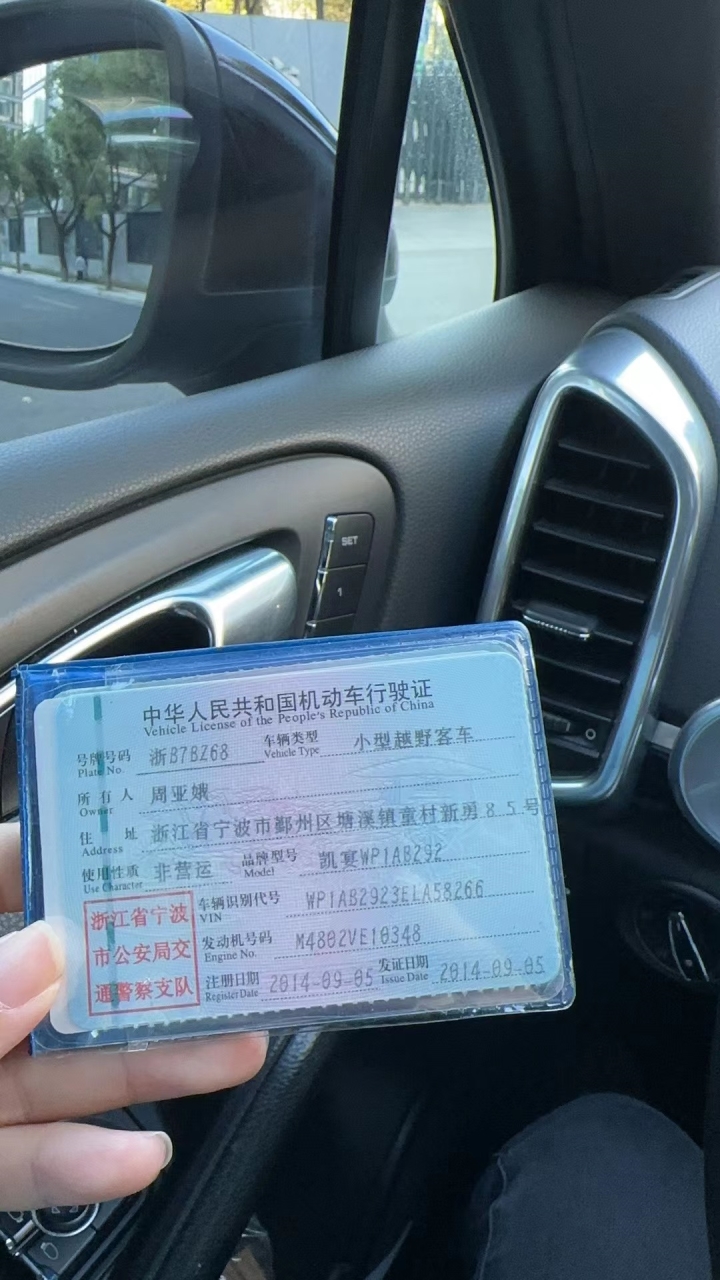 SET
1
中华人民共和国机动车行驶证
Vehicle License of the People's Republic of China
号牌号码 浙B7BZ68 车辆类型 小型越野客车
Plate No. Vehicle Type
所有人 周亚娥
Owner
住址 浙江省宁波市鄞州区塘溪镇童村新勇85号
Address
使用性质 非营运 品牌型号 凯宴WP1AB292
Use Character Model
浙江省宁波 车辆识别代号 WP1AB2923ELA58266
VIN
市公安局交 发动机号码 M4802VE10348
Engine No.
通警察支队 注册日期 2014-09-05 发证日期 2014-09-05
Register Date Issue Date